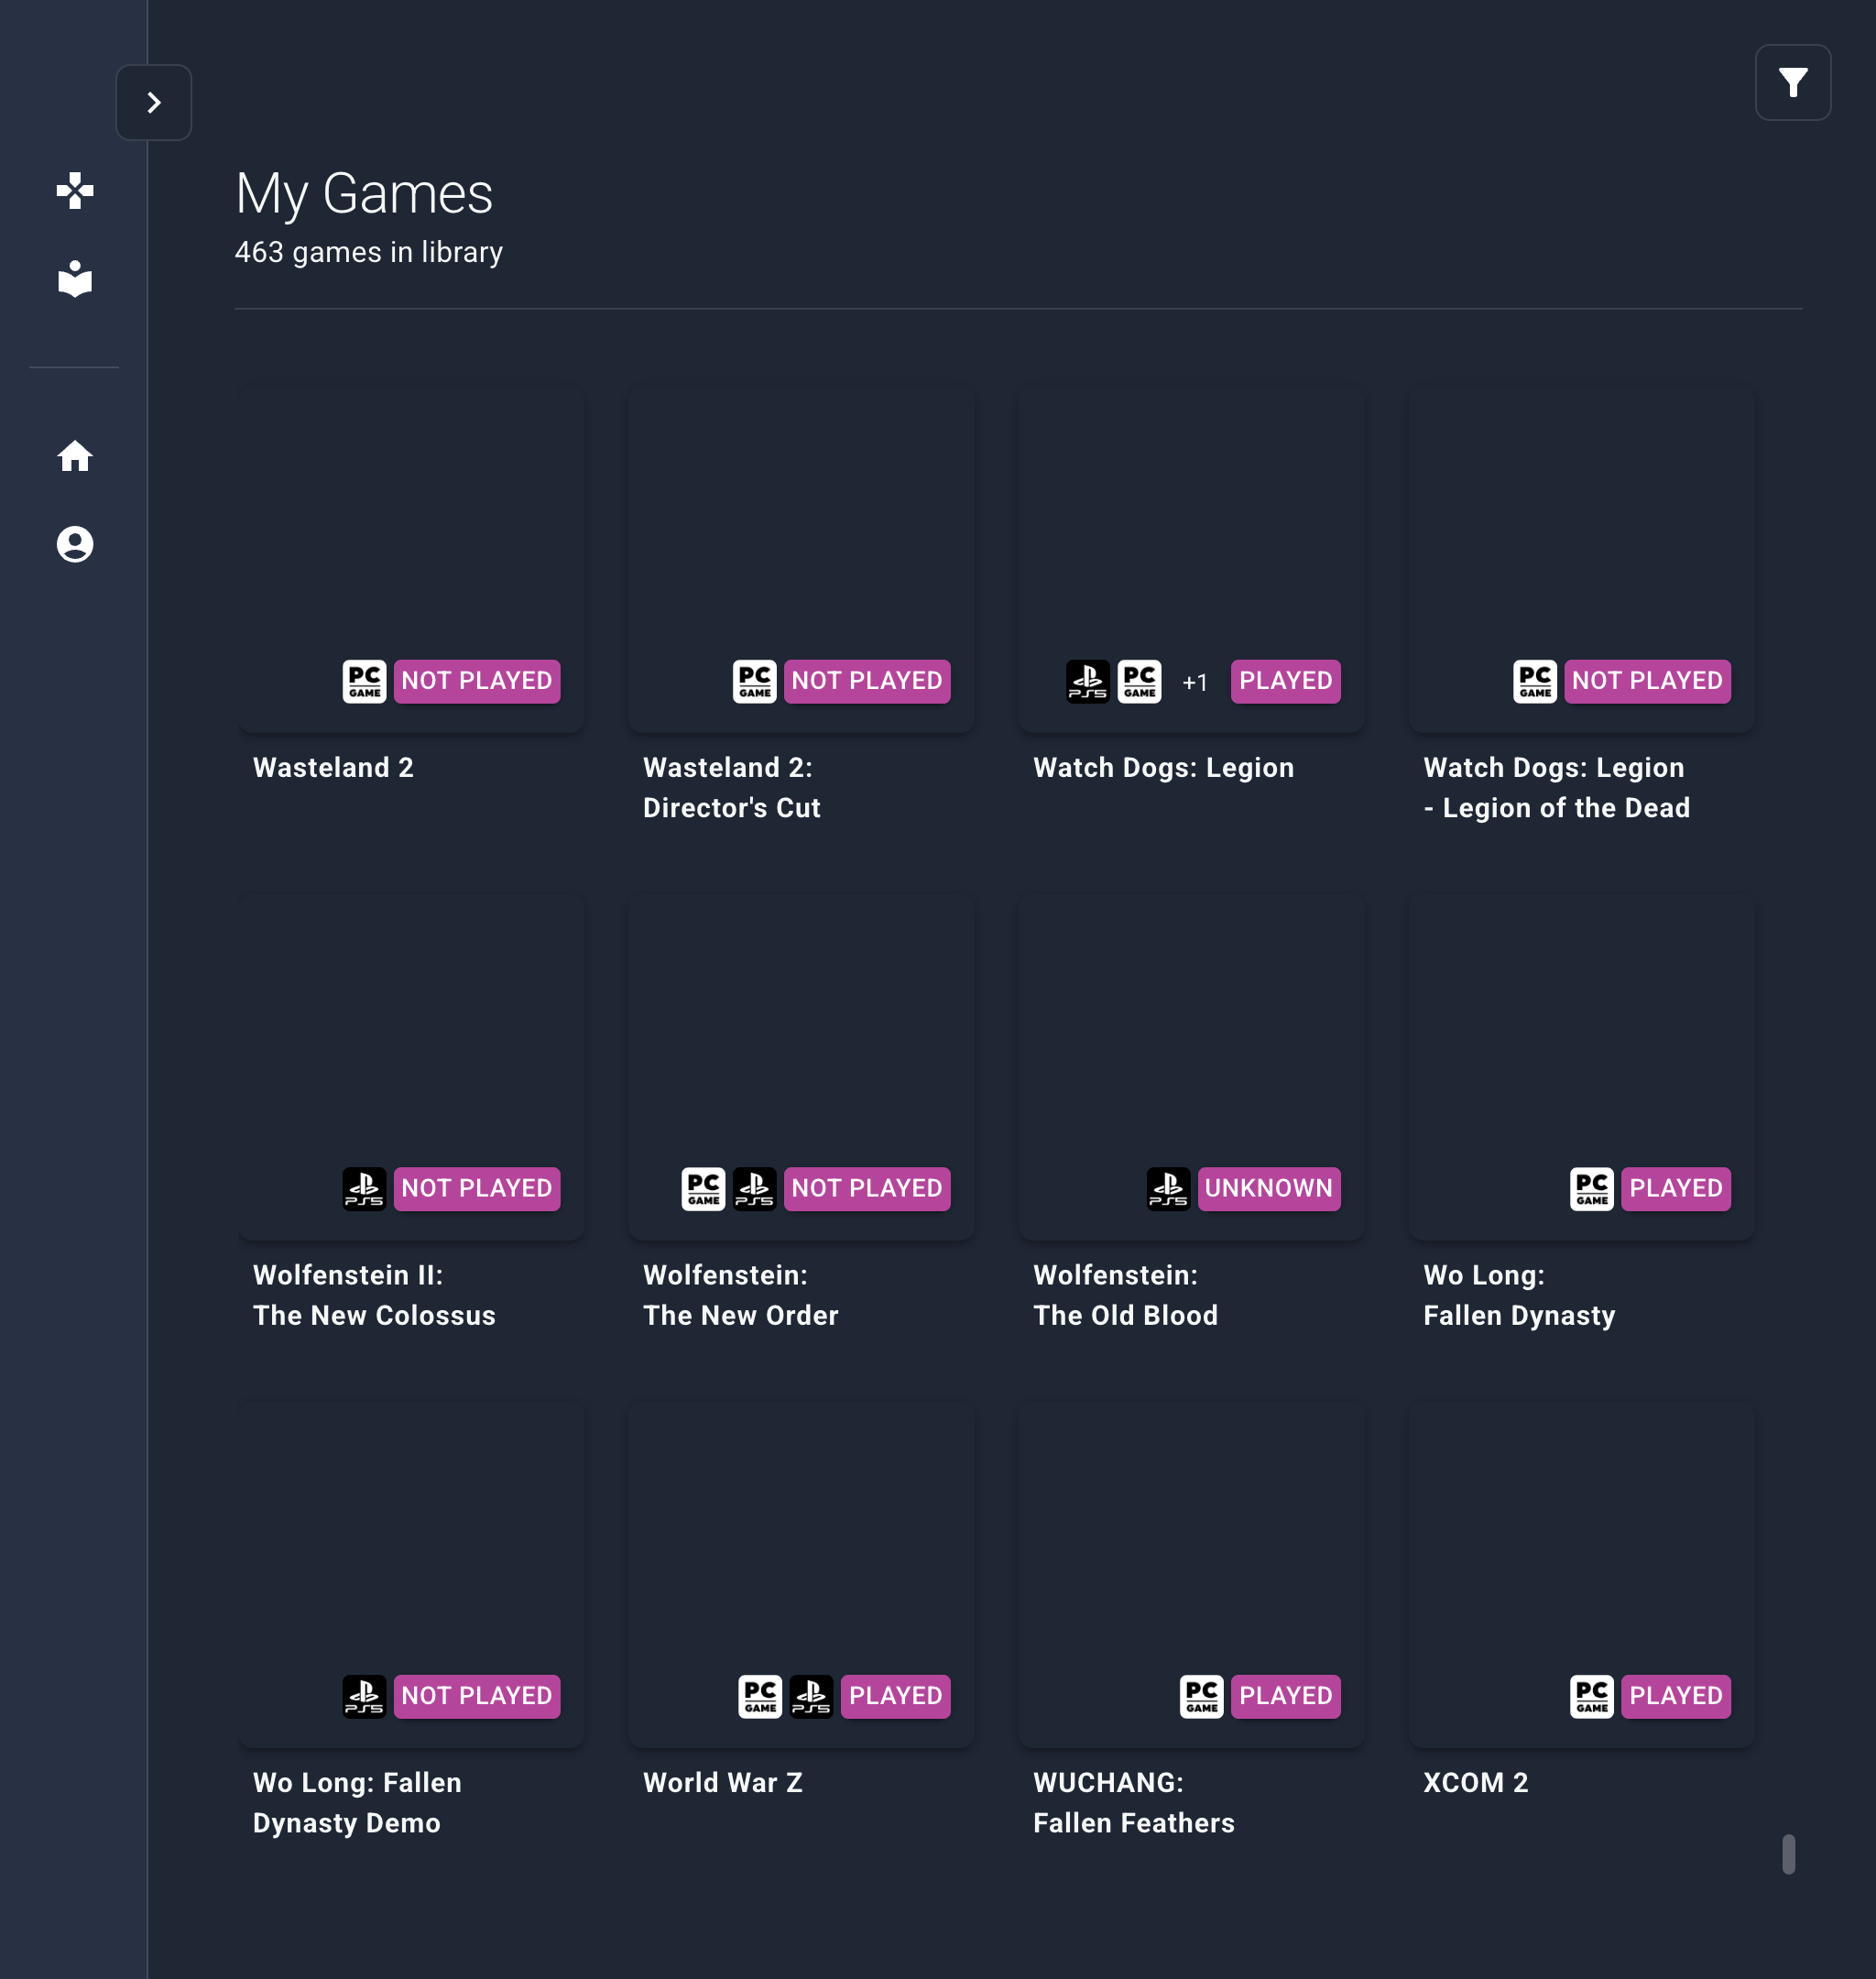 My Games
463 games in library
PC GAME NOT PLAYED
PC GAME NOT PLAYED
PS5 PC GAME +1 PLAYED
PC GAME NOT PLAYED
Wasteland 2
Wasteland 2:
Director's Cut
Watch Dogs: Legion
Watch Dogs: Legion
- Legion of the Dead
PS5 NOT PLAYED
PC GAME PS5 NOT PLAYED
PS5 UNKNOWN
PC GAME PLAYED
Wolfenstein II:
The New Colossus
Wolfenstein:
The New Order
Wolfenstein:
The Old Blood
Wo Long:
Fallen Dynasty
PS5 NOT PLAYED
PC GAME PS5 PLAYED
PC GAME PLAYED
PC GAME PLAYED
Wo Long: Fallen
Dynasty Demo
World War Z
WUCHANG:
Fallen Feathers
XCOM 2